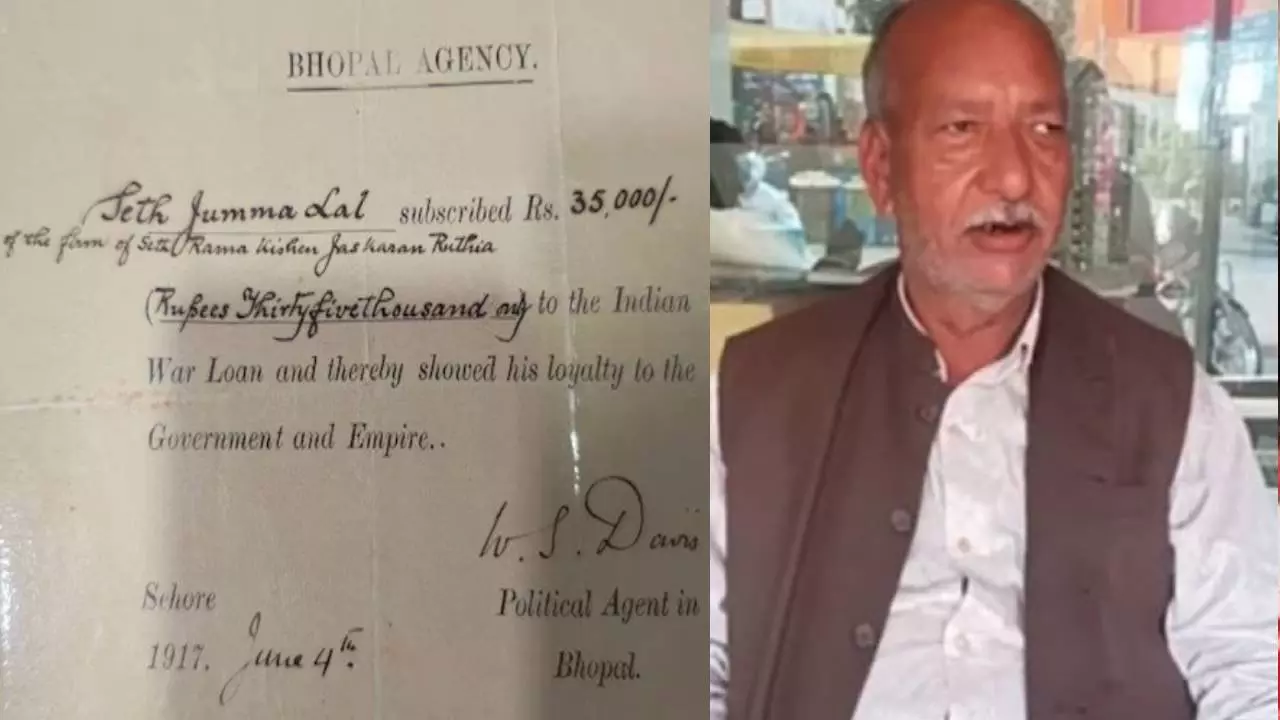 BHOPAL AGENCY.
Seth Jumma Lal subscribed Rs. 35,000/-
of the firm of Seth Rama Kishen Jaskaran Ruthia
(Rupees Thirtyfivethousand only) to the Indian
War Loan and thereby showed his loyalty to the
Government and Empire..
W. S. Davis
Sehore Political Agent in
1917. June 4th. Bhopal.